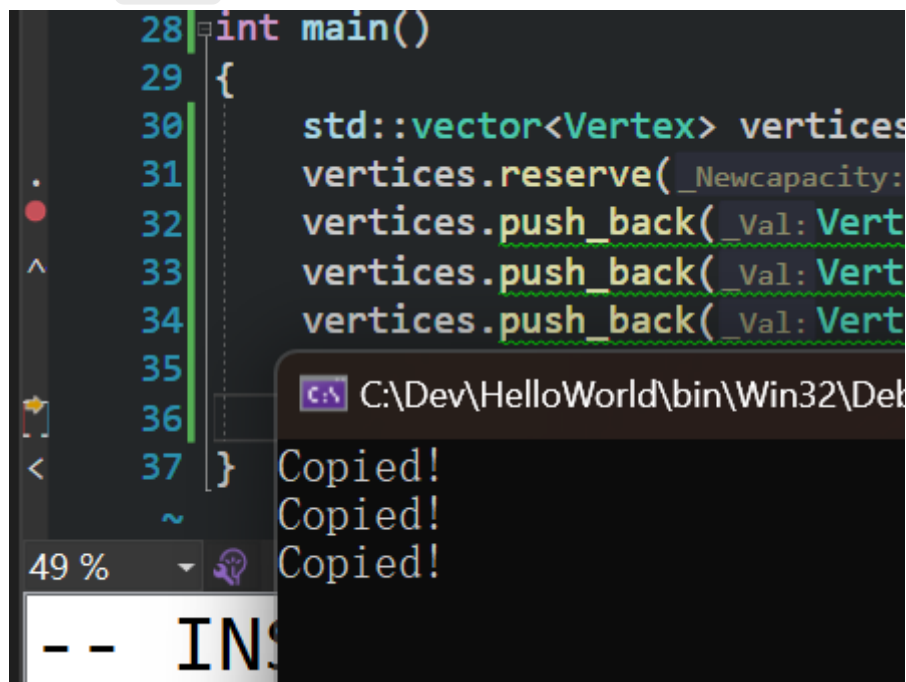 28 int main()
29 {
30 std::vector<Vertex> vertices
31 vertices.reserve( _Newcapacity:
32 vertices.push_back( _Val: Vert
33 vertices.push_back( _Val: Vert
34 vertices.push_back( _Val: Vert
35
C:\Dev\HelloWorld\bin\Win32\Deb
36
37 }
~
Copied!
Copied!
Copied!
49 %
-- INS